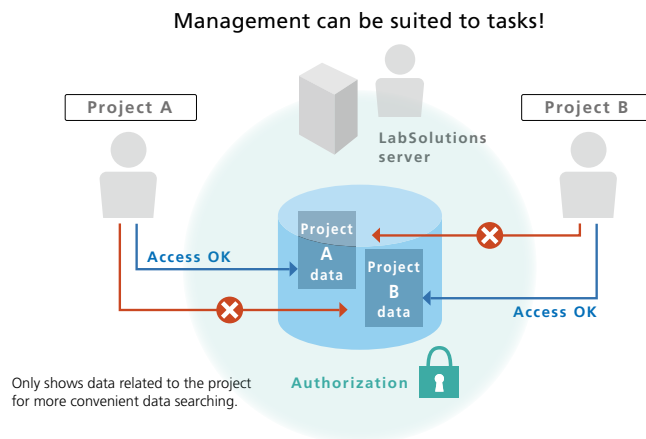 Management can be suited to tasks!
Project A
Project B
LabSolutions
server
Project
A
data
Access OK
Project
B
data
Access OK
Authorization
Only shows data related to the project
for more convenient data searching.